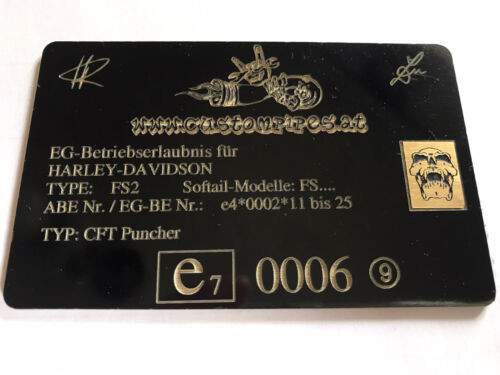 www.custompipes.at
EG-Betriebserlaubnis für
HARLEY-DAVIDSON
TYPE: FS2 Softail-Modelle: FS....
ABE Nr. / EG-BE Nr.: e4*0002*11 bis 25
TYP: CFT Puncher
e7 0006 9